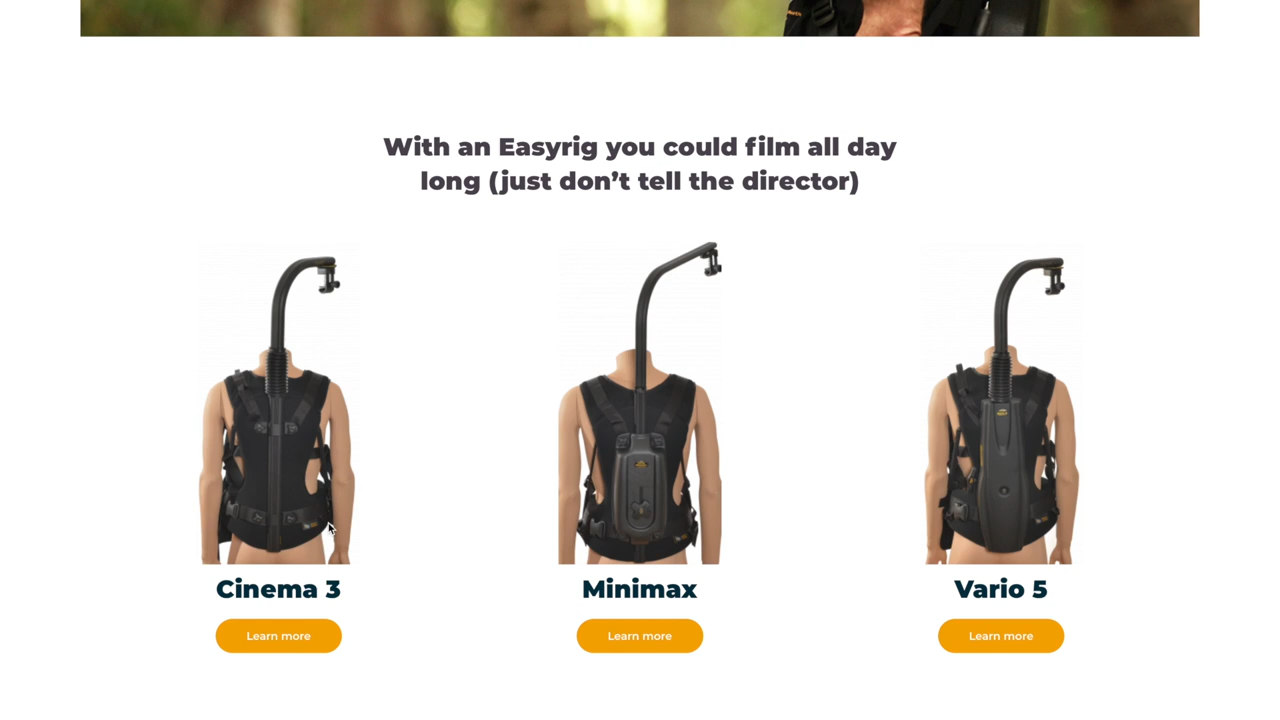 With an Easyrig you could film all day
long (just don’t tell the director)
Cinema 3
Minimax
Vario 5
Learn more
Learn more
Learn more